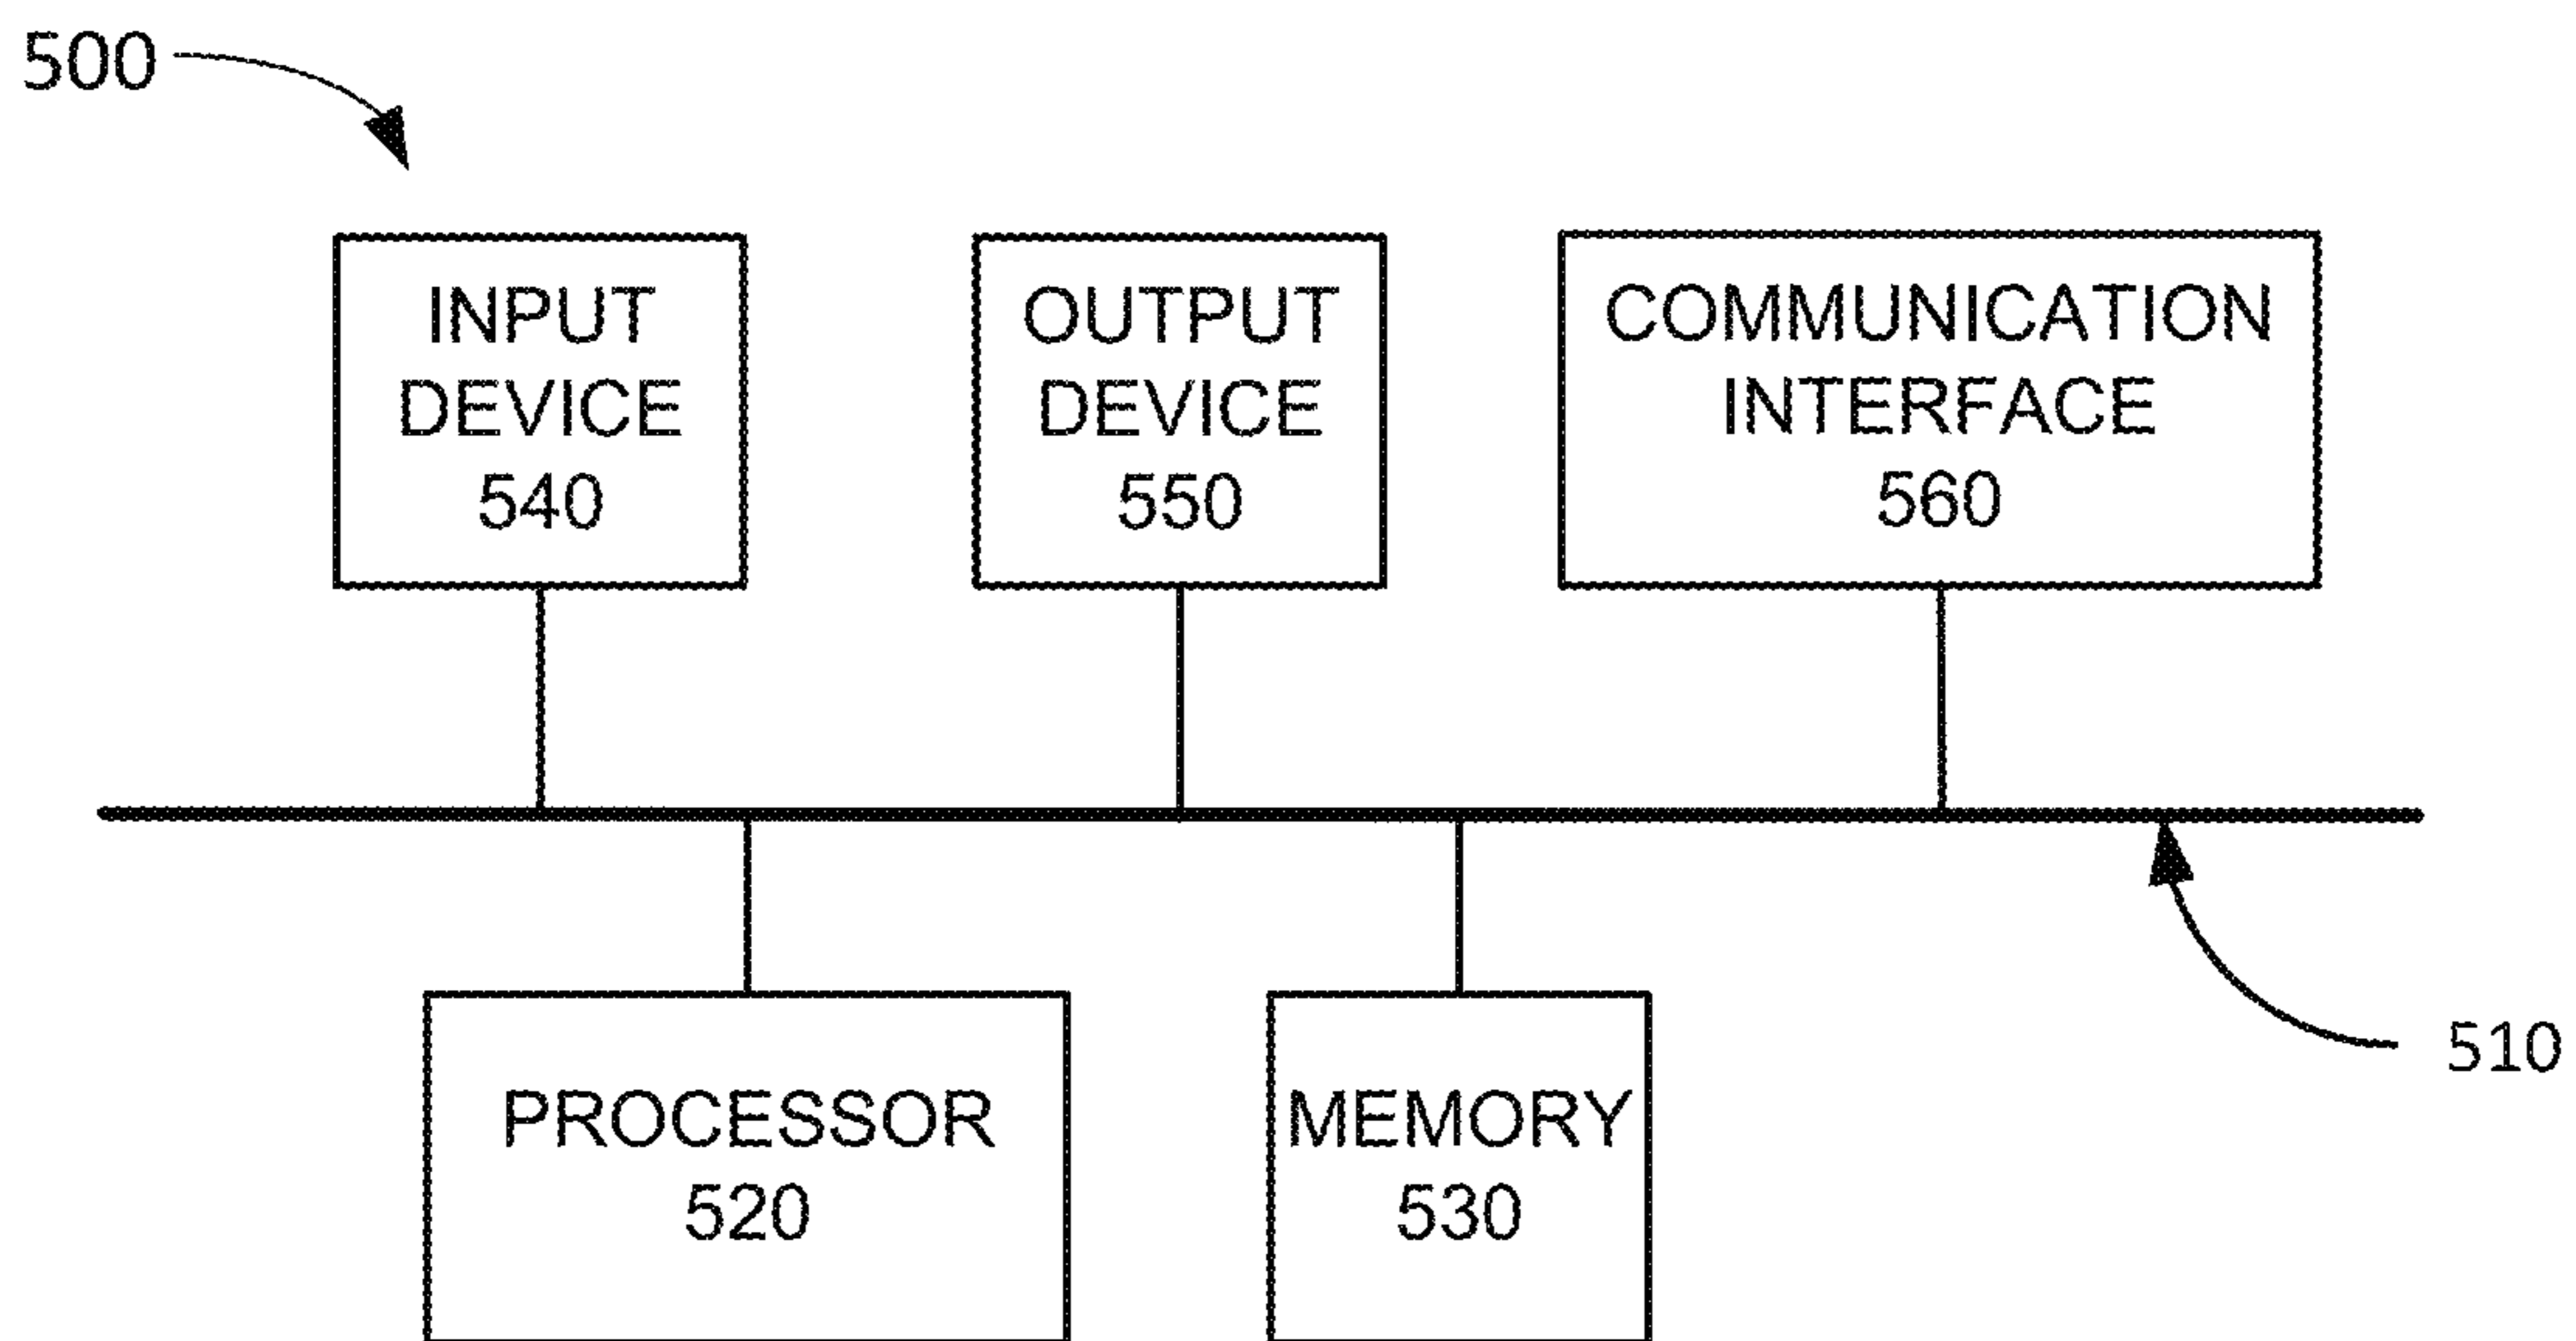 500
INPUT
DEVICE
540
OUTPUT
DEVICE
550
COMMUNICATION
INTERFACE
560
510
PROCESSOR
520
MEMORY
530